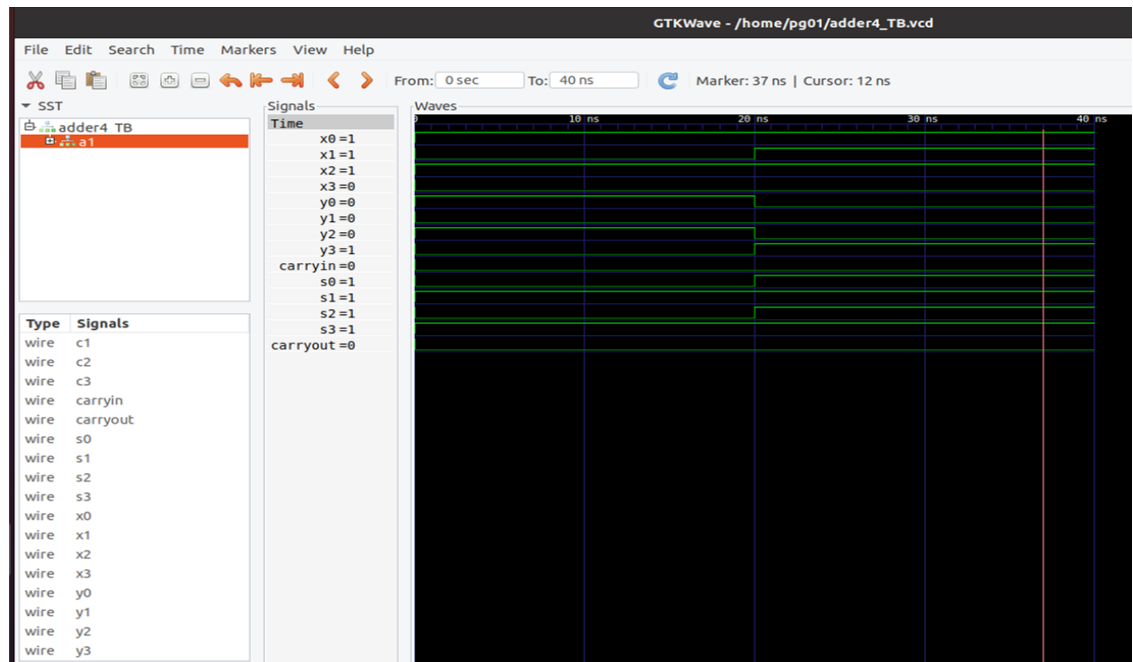 GTKWave - /home/pg01/adder4_TB.vcd
File Edit Search Time Markers View Help
From: 0 sec To: 40 ns Marker: 37 ns | Cursor: 12 ns
SST
adder4_TB
a1
Type Signals
wire c1
wire c2
wire c3
wire carryin
wire carryout
wire s0
wire s1
wire s2
wire s3
wire x0
wire x1
wire x2
wire x3
wire y0
wire y1
wire y2
wire y3
Signals
Time
x0=1
x1=1
x2=1
x3=0
y0=0
y1=0
y2=0
y3=1
carryin=0
s0=1
s1=1
s2=1
s3=1
carryout=0
Waves
10 ns 20 ns 30 ns 40 ns